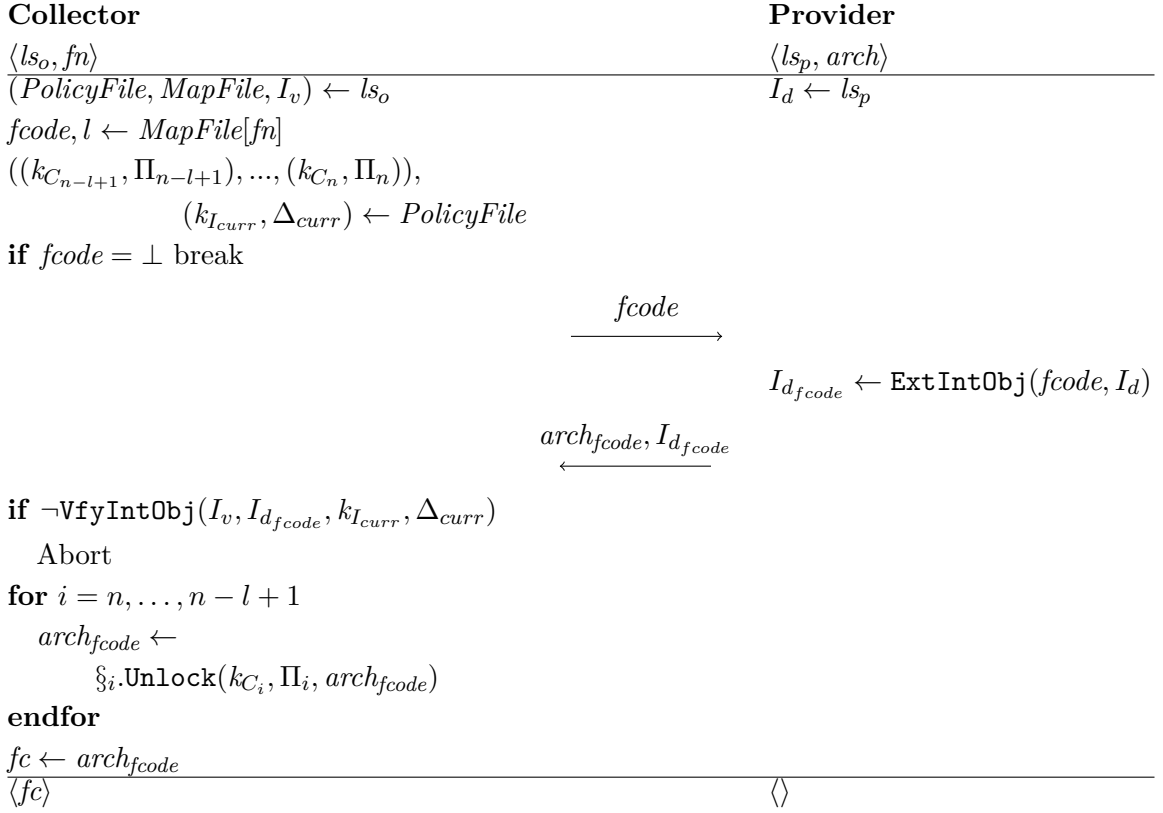 Collector Provider
⟨ls_o, fn⟩ ⟨ls_p, arch⟩
(PolicyFile, MapFile, I_v) ← ls_o I_d ← ls_p
fcode, l ← MapFile[fn]
((k_{C_{n−l+1}}, Π_{n−l+1}), ..., (k_{C_n}, Π_n)),
(k_{I_{curr}}, Δ_{curr}) ← PolicyFile
if fcode = ⊥ break
fcode
I_{d_{fcode}} ← ExtIntObj(fcode, I_d)
arch_{fcode}, I_{d_{fcode}}
if ¬VfyIntObj(I_v, I_{d_{fcode}}, k_{I_{curr}}, Δ_{curr})
Abort
for i = n, . . . , n − l + 1
arch_{fcode} ←
§_i.Unlock(k_{C_i}, Π_i, arch_{fcode})
endfor
fc ← arch_{fcode}
⟨fc⟩ ⟨⟩